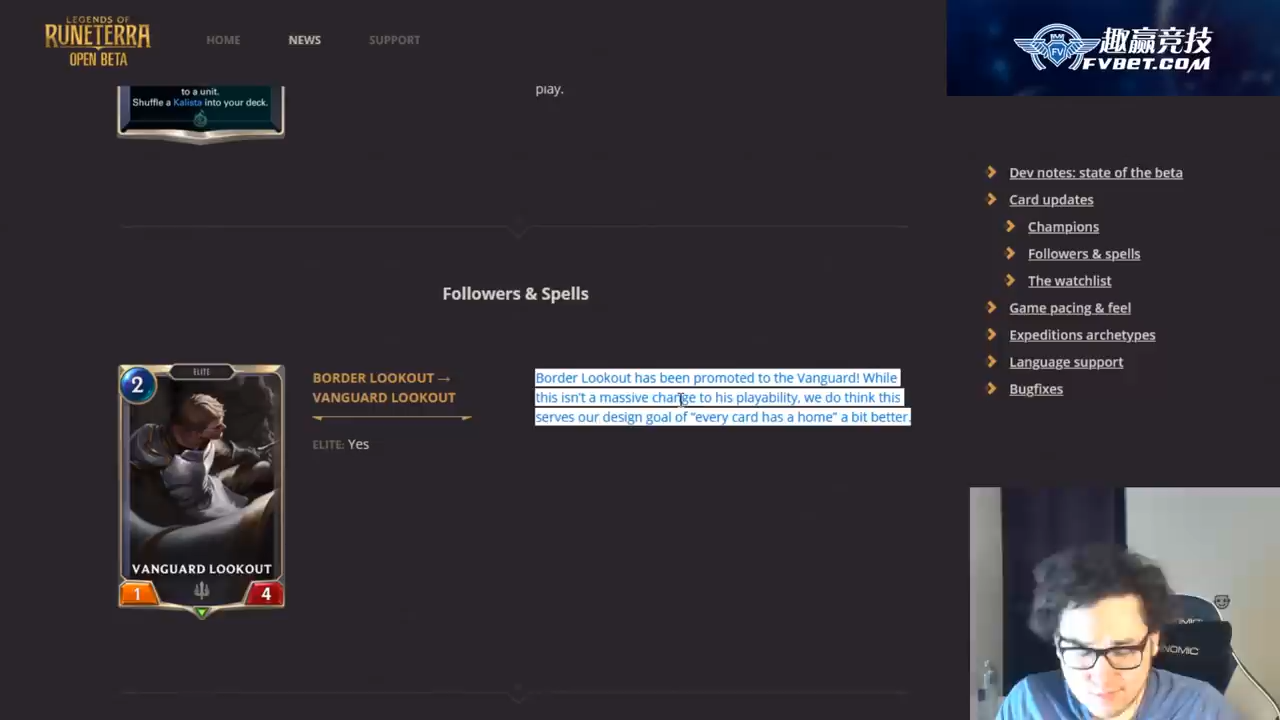 LEGENDS OF
RUNETERRA
OPEN BETA
HOME
NEWS
SUPPORT
趣赢竞技
FV
FVBET.COM
to a unit.
Shuffle a Kalista into your deck.
play.
Dev notes: state of the beta
Card updates
Champions
Followers & spells
The watchlist
Game pacing & feel
Expeditions archetypes
Language support
Bugfixes
Followers & Spells
2
ELITE
VANGUARD LOOKOUT
1
4
BORDER LOOKOUT →
VANGUARD LOOKOUT
ELITE: Yes
Border Lookout has been promoted to the Vanguard! While
this isn't a massive change to his playability, we do think this
serves our design goal of “every card has a home” a bit better.